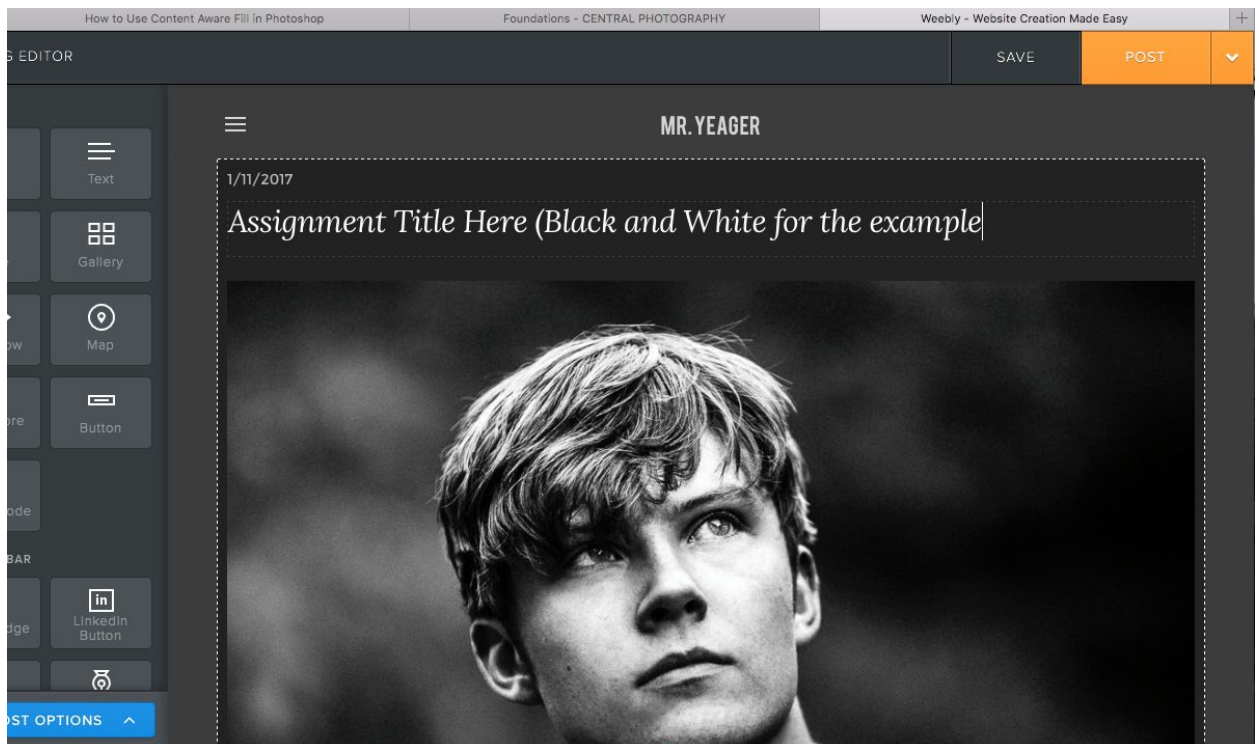 How to Use Content Aware Fill in Photoshop
Foundations - CENTRAL PHOTOGRAPHY
Weebly - Website Creation Made Easy
EDITOR
SAVE
POST
MR. YEAGER
1/11/2017
Assignment Title Here (Black and White for the example
Text
Gallery
Map
Button
in
LinkedIn
Button
OPTIONS